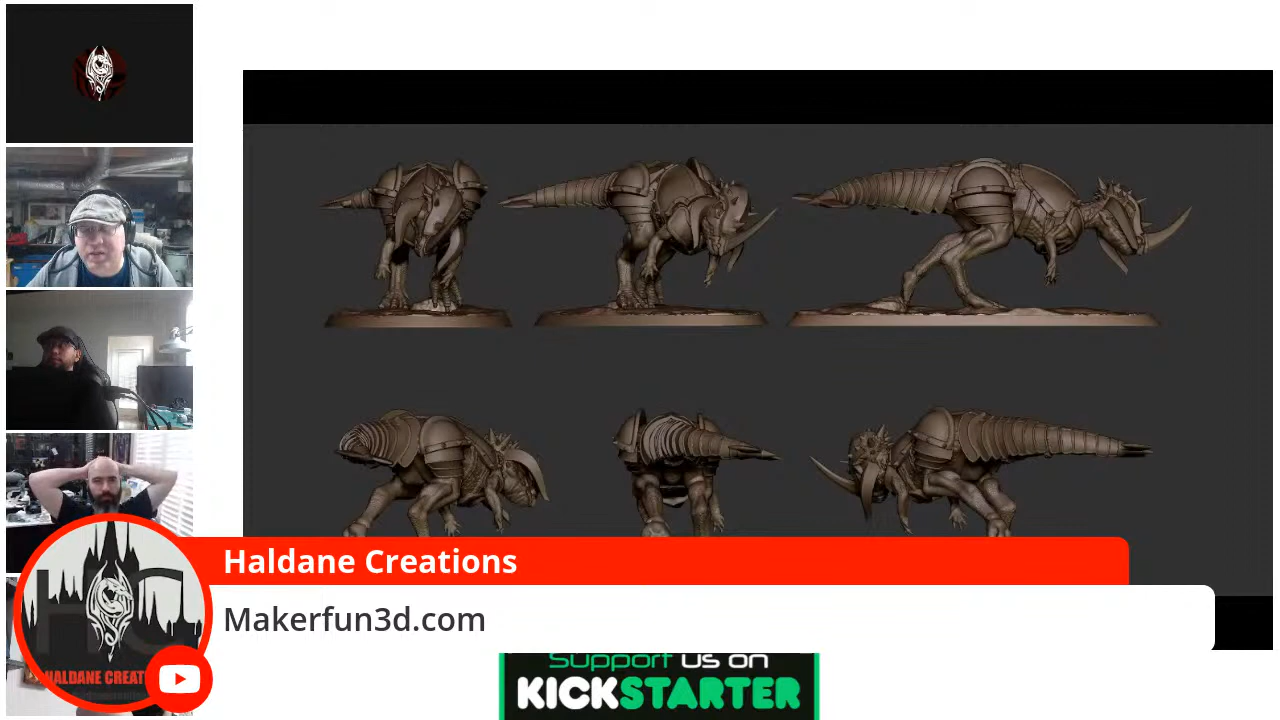 Haldane Creations
Makerfun3d.com
HALDANE CREAT
Support us on
KICKSTARTER